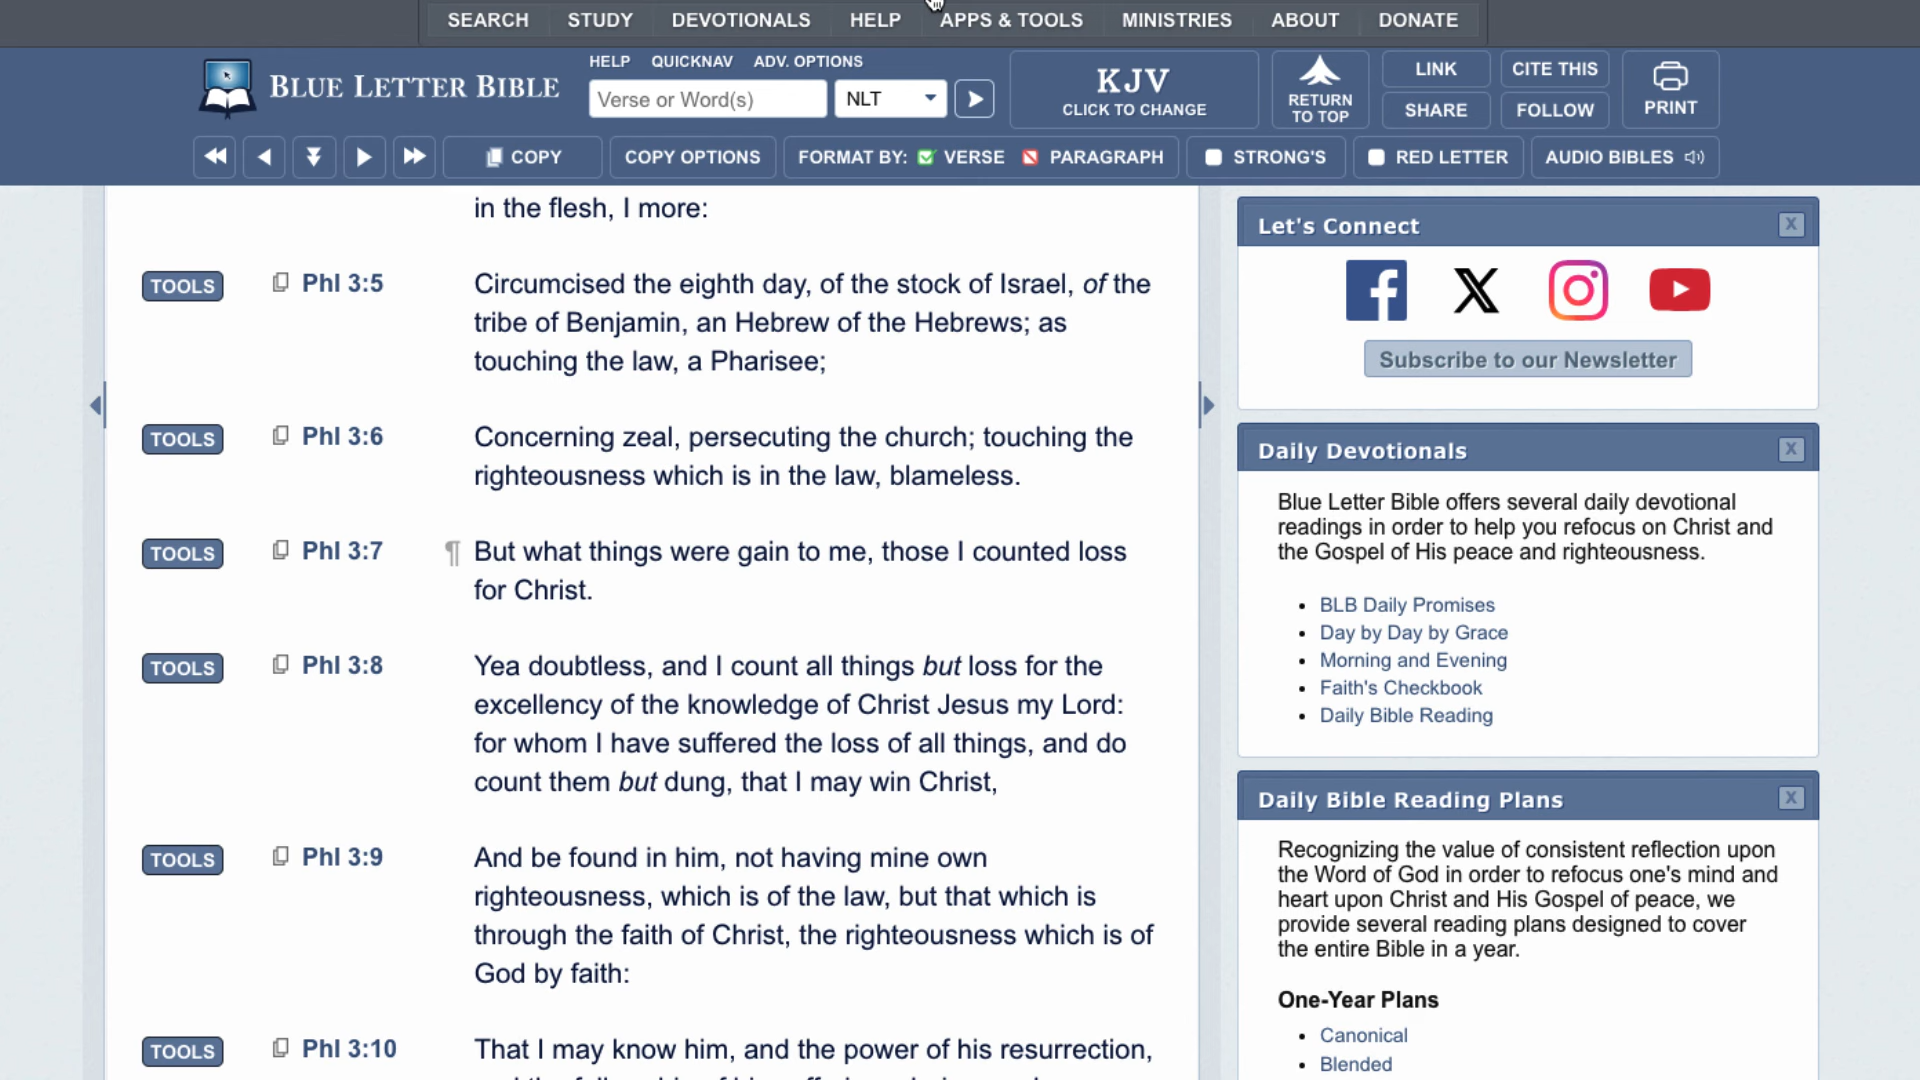 SEARCH STUDY DEVOTIONALS HELP APPS & TOOLS MINISTRIES ABOUT DONATE
BLUE LETTER BIBLE
HELP QUICKNAV ADV. OPTIONS
Verse or Word(s) NLT
KJV
CLICK TO CHANGE
RETURN
TO TOP
LINK
CITE THIS
SHARE
FOLLOW
PRINT
COPY COPY OPTIONS FORMAT BY: VERSE PARAGRAPH STRONG'S RED LETTER AUDIO BIBLES
in the flesh, I more:
TOOLS Phl 3:5 Circumcised the eighth day, of the stock of Israel, of the
tribe of Benjamin, an Hebrew of the Hebrews; as
touching the law, a Pharisee;
TOOLS Phl 3:6 Concerning zeal, persecuting the church; touching the
righteousness which is in the law, blameless.
TOOLS Phl 3:7 ¶ But what things were gain to me, those I counted loss
for Christ.
TOOLS Phl 3:8 Yea doubtless, and I count all things but loss for the
excellency of the knowledge of Christ Jesus my Lord:
for whom I have suffered the loss of all things, and do
count them but dung, that I may win Christ,
TOOLS Phl 3:9 And be found in him, not having mine own
righteousness, which is of the law, but that which is
through the faith of Christ, the righteousness which is of
God by faith:
TOOLS Phl 3:10 That I may know him, and the power of his resurrection,
Let's Connect X
Subscribe to our Newsletter
Daily Devotionals X
Blue Letter Bible offers several daily devotional
readings in order to help you refocus on Christ and
the Gospel of His peace and righteousness.
• BLB Daily Promises
• Day by Day by Grace
• Morning and Evening
• Faith's Checkbook
• Daily Bible Reading
Daily Bible Reading Plans X
Recognizing the value of consistent reflection upon
the Word of God in order to refocus one's mind and
heart upon Christ and His Gospel of peace, we
provide several reading plans designed to cover
the entire Bible in a year.
One-Year Plans
• Canonical
• Blended